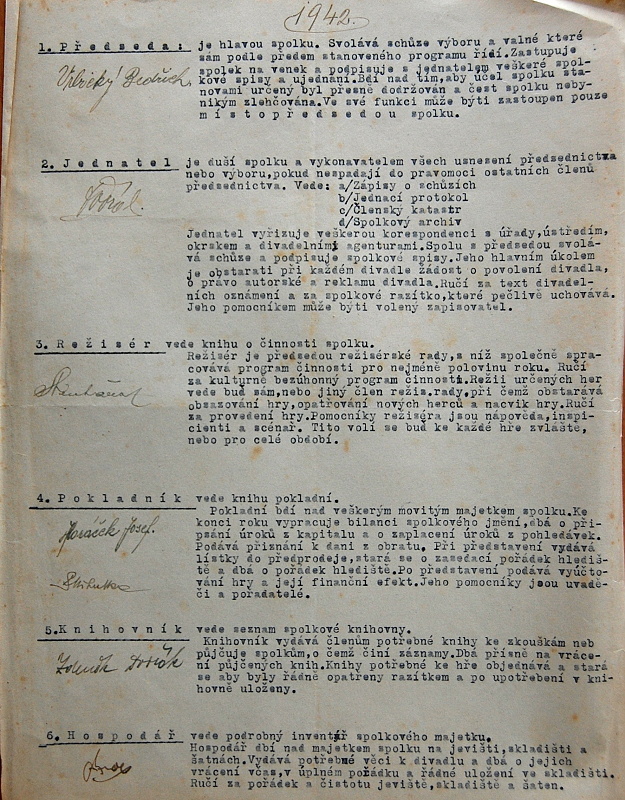 1942.
1. Předseda: je hlavou spolku. Svolává schůze výboru a valné které
sám podle předem stanoveného programu řídí. Zastupuje
spolek na venek a podpisuje s jednatelem veškeré spol-
kové spisy a ujednání. Bdí nad tím, aby účel spolku sta-
novami určený byl přesně dodržován a čest spolku neby-
nikým zlehčována. Ve své funkci může býti zastoupen pouze
místopředsedou spolku.
Bedřich
2. Jednatel je duší spolku a vykonavatelem všech usnesení předsednictva
nebo výboru, pokud nespadají do pravomoci ostatních členů
předsednictva. Vede: a/Zápisy o schůzích
b/Jednací protokol
c/Členský katastr
d/Spolkový archiv
Jednatel vyřizuje veškerou korespondenci s úřady, ústředím,
okrskem a divadelními agenturami. Spolu s předsedou svolá-
vá schůze a podpisuje spolkové spisy. Jeho hlavním úkolem
je obstarati při každém divadle žádost o povolení divadla,
o právo autorské a reklamu divadla. Ručí za text divadel-
ních oznámení a za spolkové razítko, které pečlivě uchovává.
Jeho pomocníkem může býti volený zapisovatel.
3. Režisér vede knihu o činnosti spolku.
Režisér je předsedou režisérské rady, s níž společně spra-
covává program činnosti pro nejméně polovinu roku. Ručí
za kulturně bezúhonný program činnosti. Režii určených her
vede buď sám, nebo jiný člen režis. rady, při čemž obstarává
obsazování hry, opatřování nových herců a nacvik hry. Ručí
za provedení hry. Pomocníky režiséra jsou nápověda, inspi-
cienti a scénař. Tito volí se buď ke každé hře zvláště,
nebo pro celé období.
4. Pokladník vede knihu pokladní.
Pokladní bdí nad veškerým movitým majetkem spolku. Ke
konci roku vypracuje bilanci spolkového jmění, dbá o při-
psání úroků z kapitalu a o zaplacení úroků z pohledávek.
Podává přiznání k dani z obratu. Při představení vydává
lístky do předprodeje, stará se o zasedací pořádek hlediš-
tě a dbá o pořádek hlediště. Po představení podává vyúčto-
vání hry a její finanční efekt. Jeho pomocníky jsou uvadě-
či a pořadatelé.
Horáček Josef.
5. Knihovník vede seznam spolkové knihovny.
Knihovník vydává členům potřebné knihy ke zkouškám neb
půjčuje spolkům, o čemž činí záznamy. Dbá přísně na vráce-
ní půjčených knih. Knihy potřebné ke hře objednává a stará
se aby byly řádně opatřeny razítkem a po upotřebení v kni-
hovně uloženy.
Zdeněk Dvořák
6. Hospodář vede podrobný inventář spolkového majetku.
Hospodář dbí nad majetkem spolku na jevišti, skladišti a
šatnách. Vydává potřebné věci k divadlu a dbá o jejich
vrácení včas, v úplném pořádku a řádné uložení ve skladišti.
Ručí za pořádek a čistotu jeviště, skladiště a šaten.